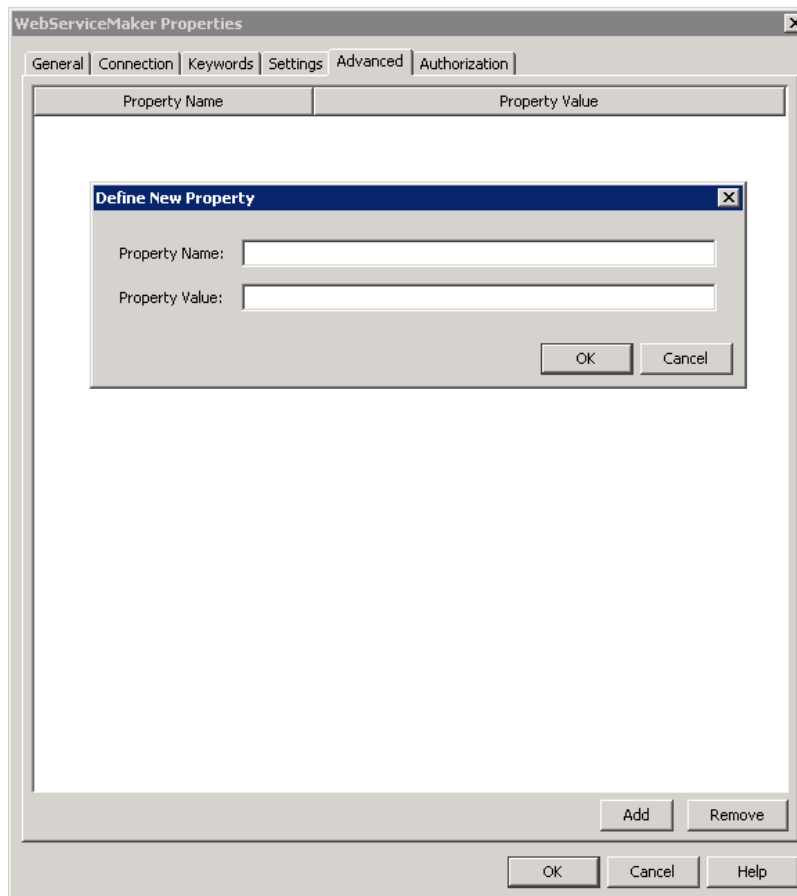 WebServiceMaker Properties
General Connection Keywords Settings Advanced Authorization
Property Name Property Value
Define New Property
Property Name:
Property Value:
OK Cancel
Add Remove
OK Cancel Help